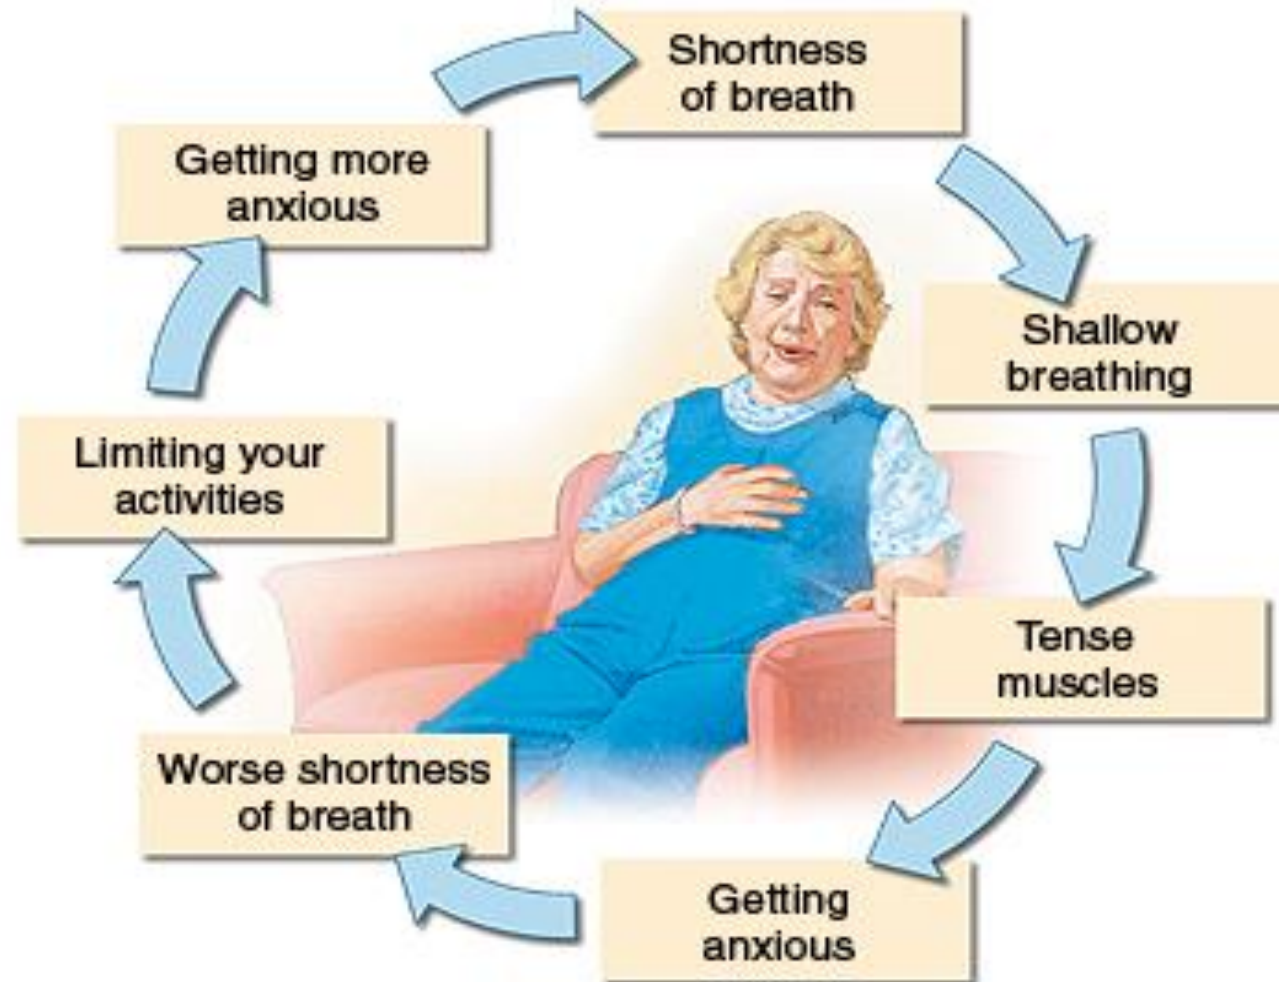 Shortness
of breath
Shallow
breathing
Tense
muscles
Getting
anxious
Worse shortness
of breath
Limiting your
activities
Getting more
anxious